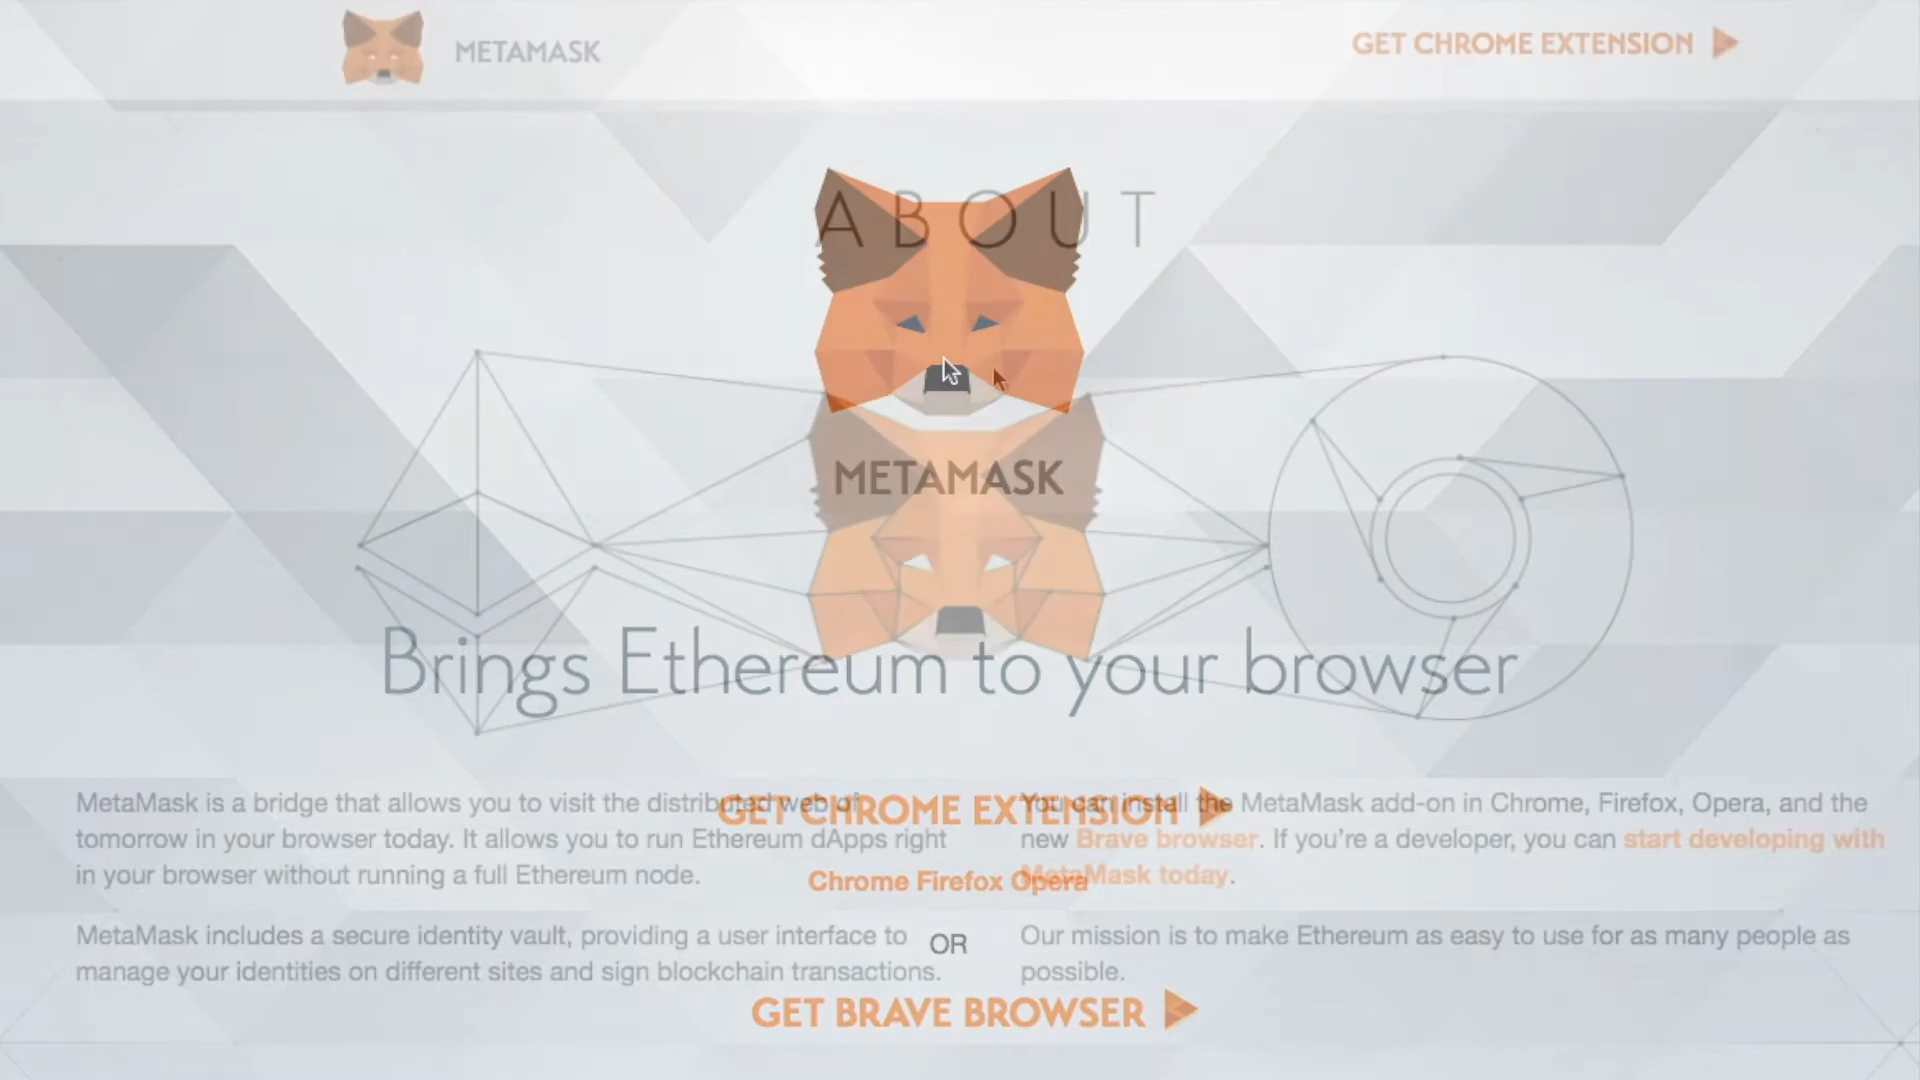 METAMASK
GET CHROME EXTENSION
ABOUT
METAMASK
Brings Ethereum to your browser
MetaMask is a bridge that allows you to visit the distributed web of
tomorrow in your browser today. It allows you to run Ethereum dApps right
in your browser without running a full Ethereum node.
MetaMask includes a secure identity vault, providing a user interface to
manage your identities on different sites and sign blockchain transactions.
GET CHROME EXTENSION
Chrome Firefox Opera
OR
GET BRAVE BROWSER
You can install the MetaMask add-on in Chrome, Firefox, Opera, and the
new Brave browser. If you're a developer, you can start developing with
MetaMask today.
Our mission is to make Ethereum as easy to use for as many people as
possible.